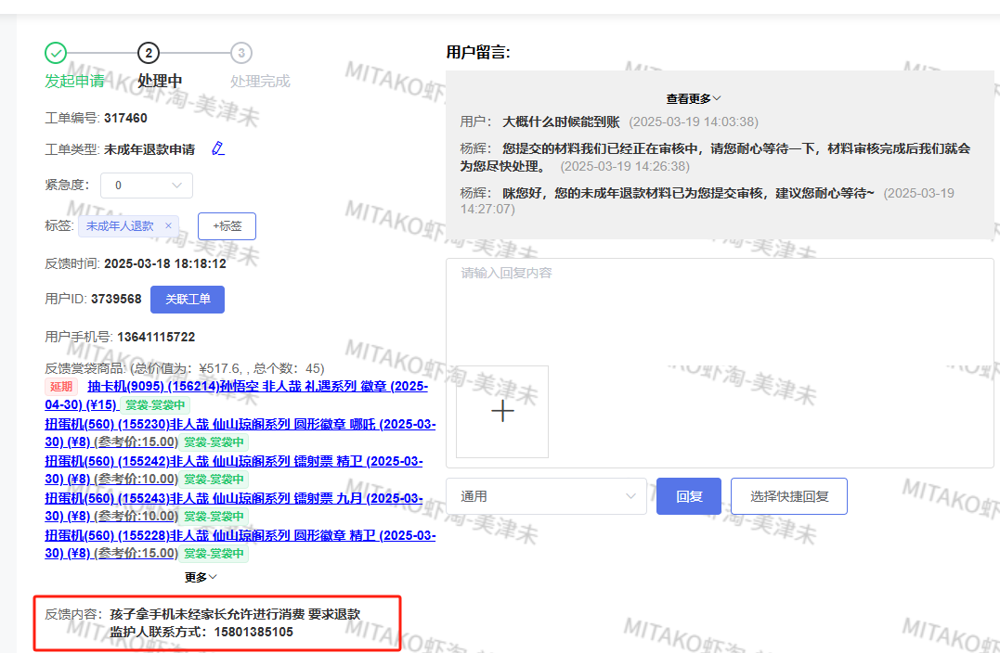 2
3
发起申请
处理中
处理完成
工单编号: 317460
工单类型: 未成年退款申请
紧急度: 0
标签: 未成年人退款 × +标签
反馈时间: 2025-03-18 18:18:12
用户ID: 3739568 关联工单
用户手机号: 13641115722
反馈赏袋商品: (总价值为：¥517.6, , 总个数：45)
延期 抽卡机(9095) (156214)孙悟空 非人哉 礼遇系列 徽章 (2025-
04-30) (¥15) 赏袋-赏袋中
扭蛋机(560) (155230)非人哉 仙山琼阁系列 圆形徽章 哪吒 (2025-03-
30) (¥8) (参考价:15.00) 赏袋-赏袋中
扭蛋机(560) (155242)非人哉 仙山琼阁系列 镭射票 精卫 (2025-03-
30) (¥8) (参考价:10.00) 赏袋-赏袋中
扭蛋机(560) (155243)非人哉 仙山琼阁系列 镭射票 九月 (2025-03-
30) (¥8) (参考价:10.00) 赏袋-赏袋中
扭蛋机(560) (155228)非人哉 仙山琼阁系列 圆形徽章 精卫 (2025-03-
30) (¥8) (参考价:15.00) 赏袋-赏袋中
更多
反馈内容: 孩子拿手机未经家长允许进行消费 要求退款
监护人联系方式：15801385105
用户留言:
查看更多
用户： 大概什么时候能到账 (2025-03-19 14:03:38)
杨辉： 您提交的材料我们已经正在审核中，请您耐心等待一下，材料审核完成后我们就会
为您尽快处理。 (2025-03-19 14:26:38)
杨辉： 咪您好，您的未成年退款材料已为您提交审核，建议您耐心等待~ (2025-03-19
14:27:07)
请输入回复内容
通用
回复
选择快捷回复
MITAKO虾淘-美津未